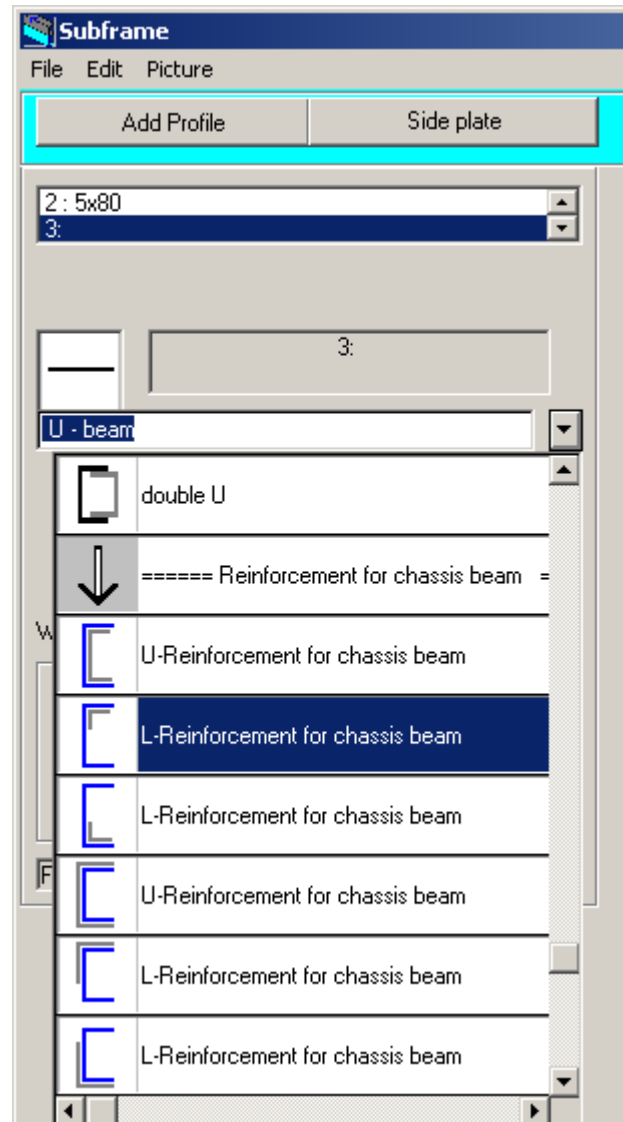 Subframe
File Edit Picture
Add Profile Side plate
2 : 5x80
3:
3:
U - beam
double U
====== Reinforcement for chassis beam =
W
U-Reinforcement for chassis beam
L-Reinforcement for chassis beam
L-Reinforcement for chassis beam
F
U-Reinforcement for chassis beam
L-Reinforcement for chassis beam
L-Reinforcement for chassis beam